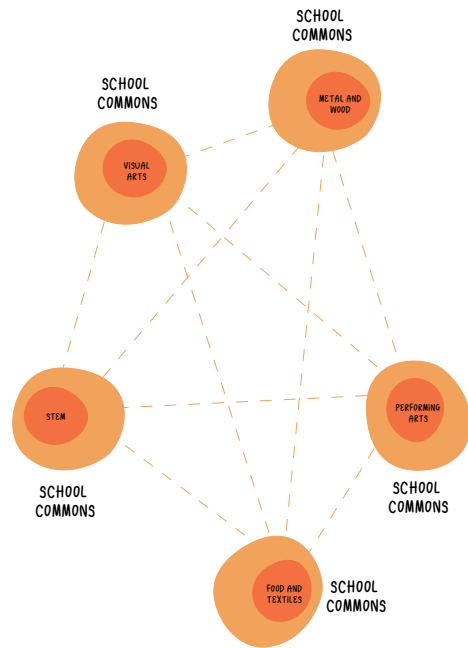 SCHOOL
COMMONS
METAL AND
WOOD
SCHOOL
COMMONS
VISUAL
ARTS
STEM
SCHOOL
COMMONS
PERFORMING
ARTS
SCHOOL
COMMONS
FOOD AND
TEXTILES
SCHOOL
COMMONS